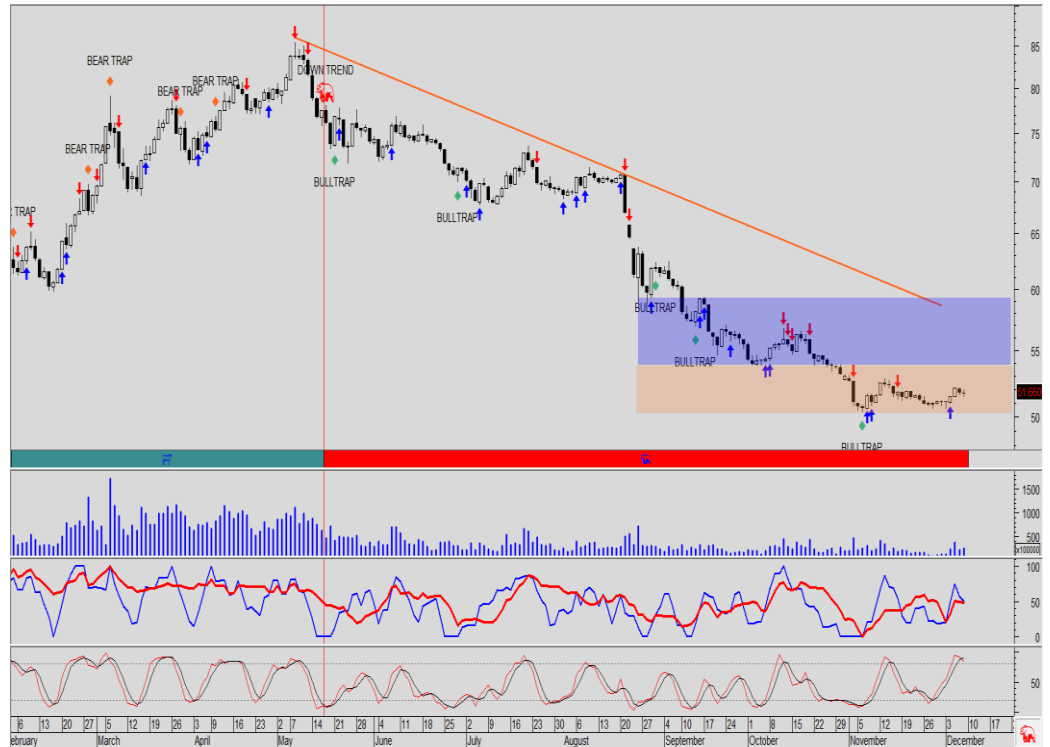 85
BEAR TRAP
DOWN TREND
80
BEAR TRAP
BEAR TRAP
75
BEAR TRAP
70
BULLTRAP
TRAP
BULLTRAP
65
60
BULLTRAP
55
BULLTRAP
51.660
50
BULLTRAP
1500
1000
500
x100000
100
50
0
50
6 13 20 27 5 12 19 26 3 9 16 23 2 7 14 21 28 4 11 18 25 2 9 16 23 30 6 13 20 27 4 10 17 24 1 8 15 22 29 5 12 19 26 3 10 17
ebruary March April May June July August September October November December